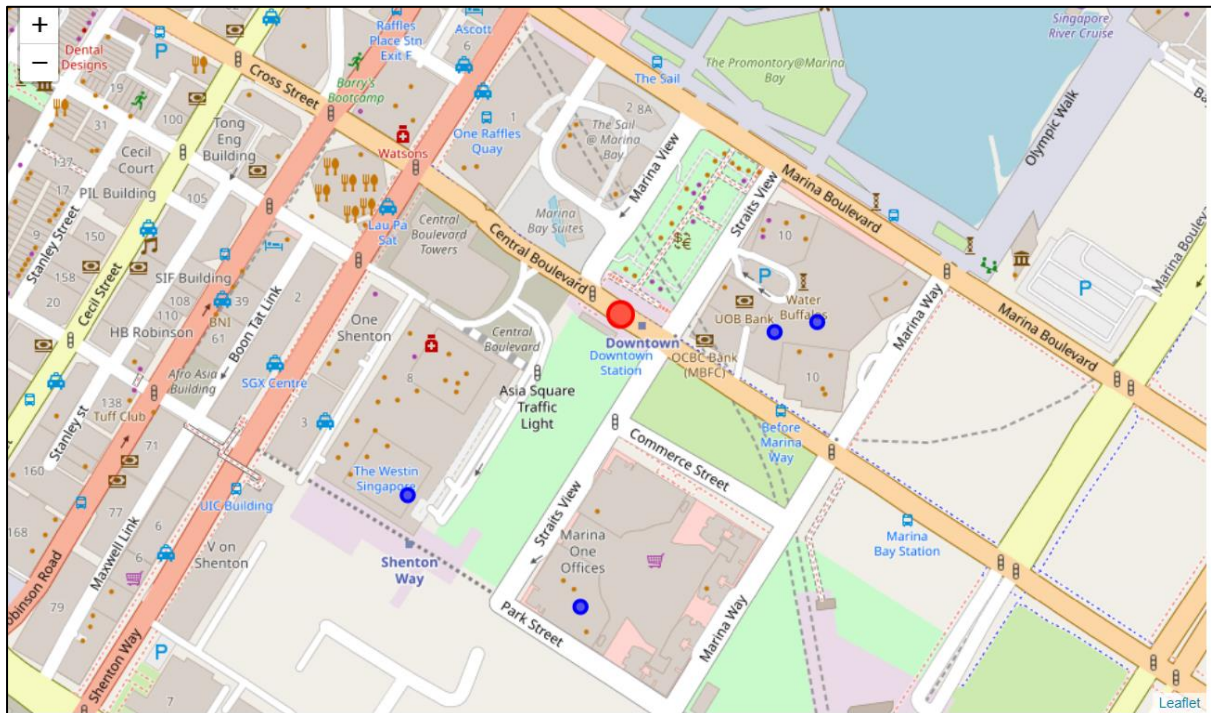 +
−
Dental
Designs
P
Cross Street
Raffles
Place Stn
Exit F
Ascott
6
Barry's
Bootcamp
Watsons
One Raffles
Quay
1
The Sail
@ Marina
Bay
2
8A
The Sail
The Promontory@Marina
Bay
Singapore
River Cruise
Olympic Walk
Ba
19
31
100
137
17
9
Cecil
Court
Tong
Eng
Building
PIL Building
105
150
158
20
Stanley Street
Cecil Street
SIF Building
110
108
39
HB Robinson
BNI
61
2
Boon Tat Link
Lau Pa
Sat
Central
Boulevard
Towers
Central Boulevard
Marina
Bay Suites
Marina View
Straits View
Marina Boulevard
10
P
Water
Buffalos
UOB Bank
OCBC Bank
(MBFC)
10
Marina Way
Marina Boulevard
P
Marina Boulevard
Downtown
Downtown
Station
One
Shenton
Central
Boulevard
8
Asia Square
Traffic
Light
SGX Centre
Afro Asia
Building
138
Tuff Club
Stanley st
71
3
160
The Westin
Singapore
Commerce Street
Before
Marina
Way
UIC Building
77
168
6
6
Maxwell Link
V on
Shenton
79
Shenton
Way
Straits View
Marina
One
Offices
Marina
Bay Station
Park Street
Marina Way
obinson Road
Shenton Way
P
7
Leaflet